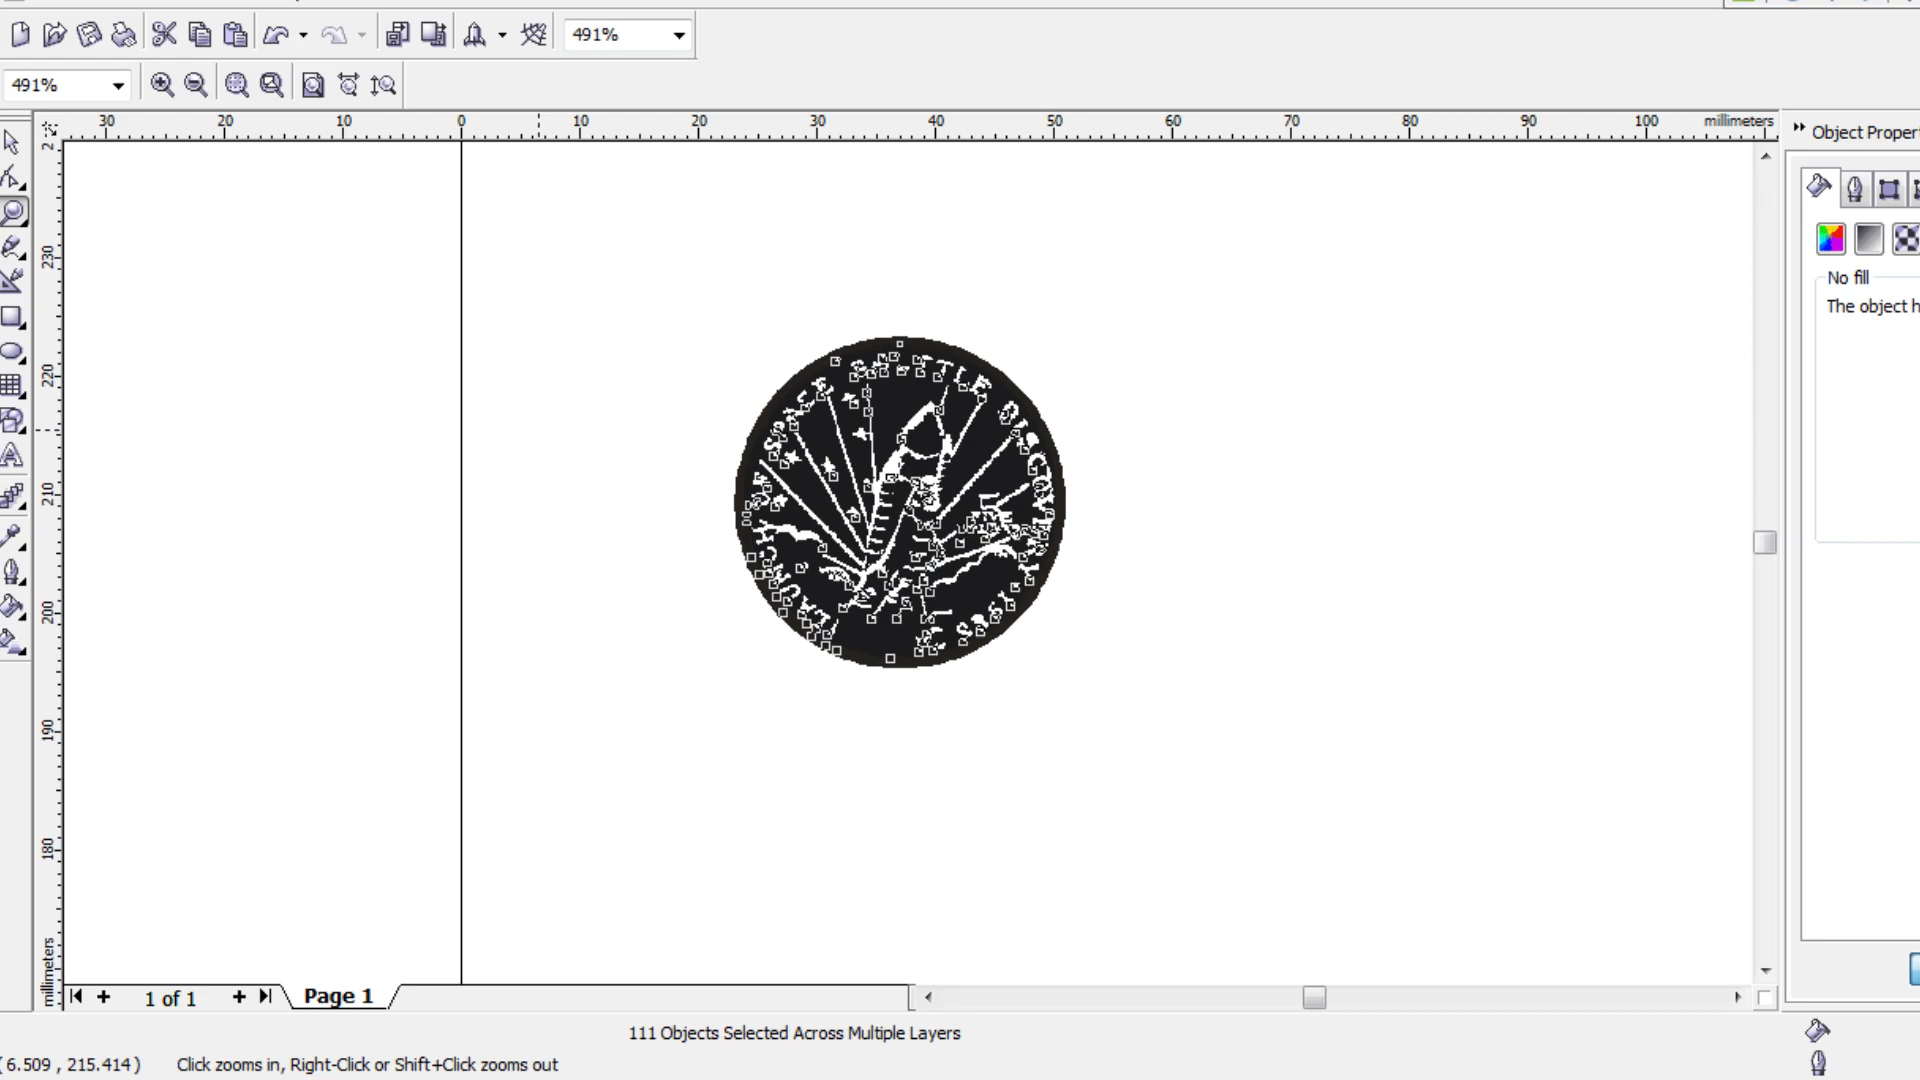 491%
491%
30 20 10 0 10 20 30 40 50 60 70 80 90 100 millimeters
Object Proper
No fill
The object h
230
220
210
200
190
180
millimeters
1 of 1
Page 1
111 Objects Selected Across Multiple Layers
( 6.509 , 215.414 ) Click zooms in, Right-Click or Shift+Click zooms out